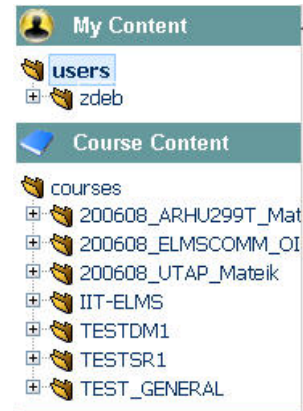 My Content
users
zdeb
Course Content
courses
200608_ARHU299T_Mat
200608_ELMSCOMM_OI
200608_UTAP_Mateik
IIT-ELMS
TESTDM1
TESTSR1
TEST_GENERAL